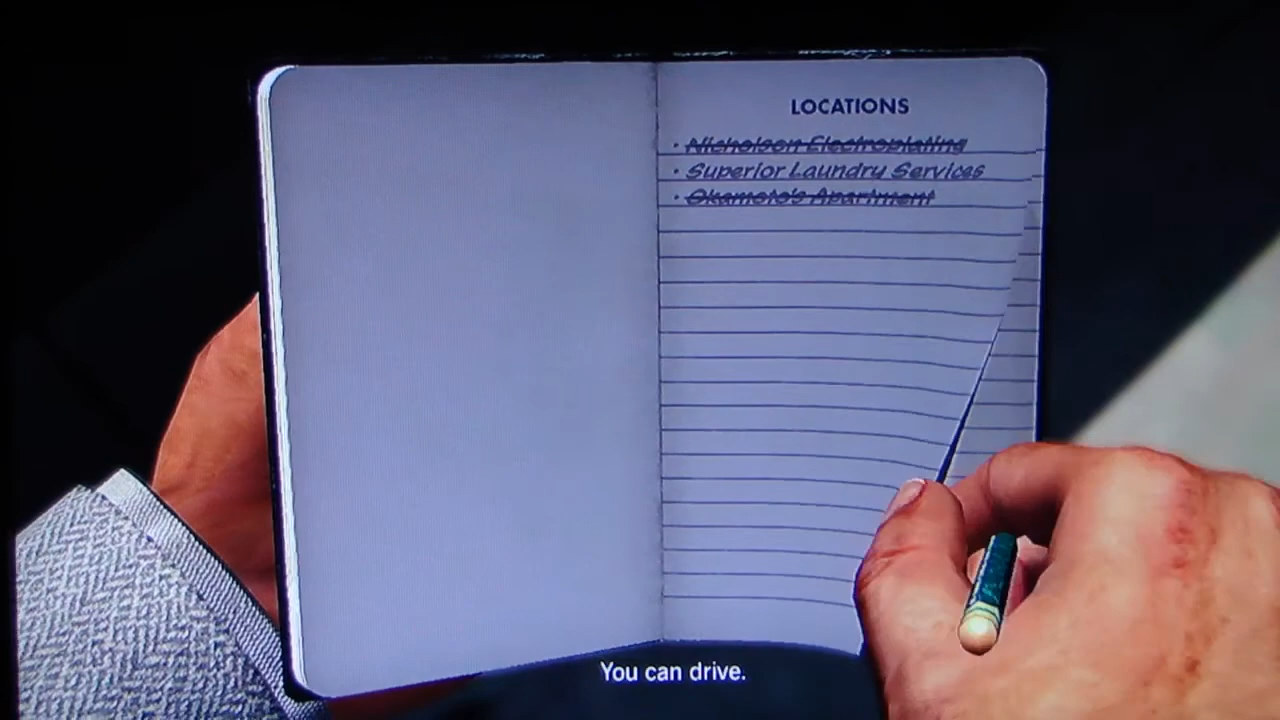 LOCATIONS
· Nicholson Electroplating
· Superior Laundry Services
· Okamoto's Apartment
You can drive.